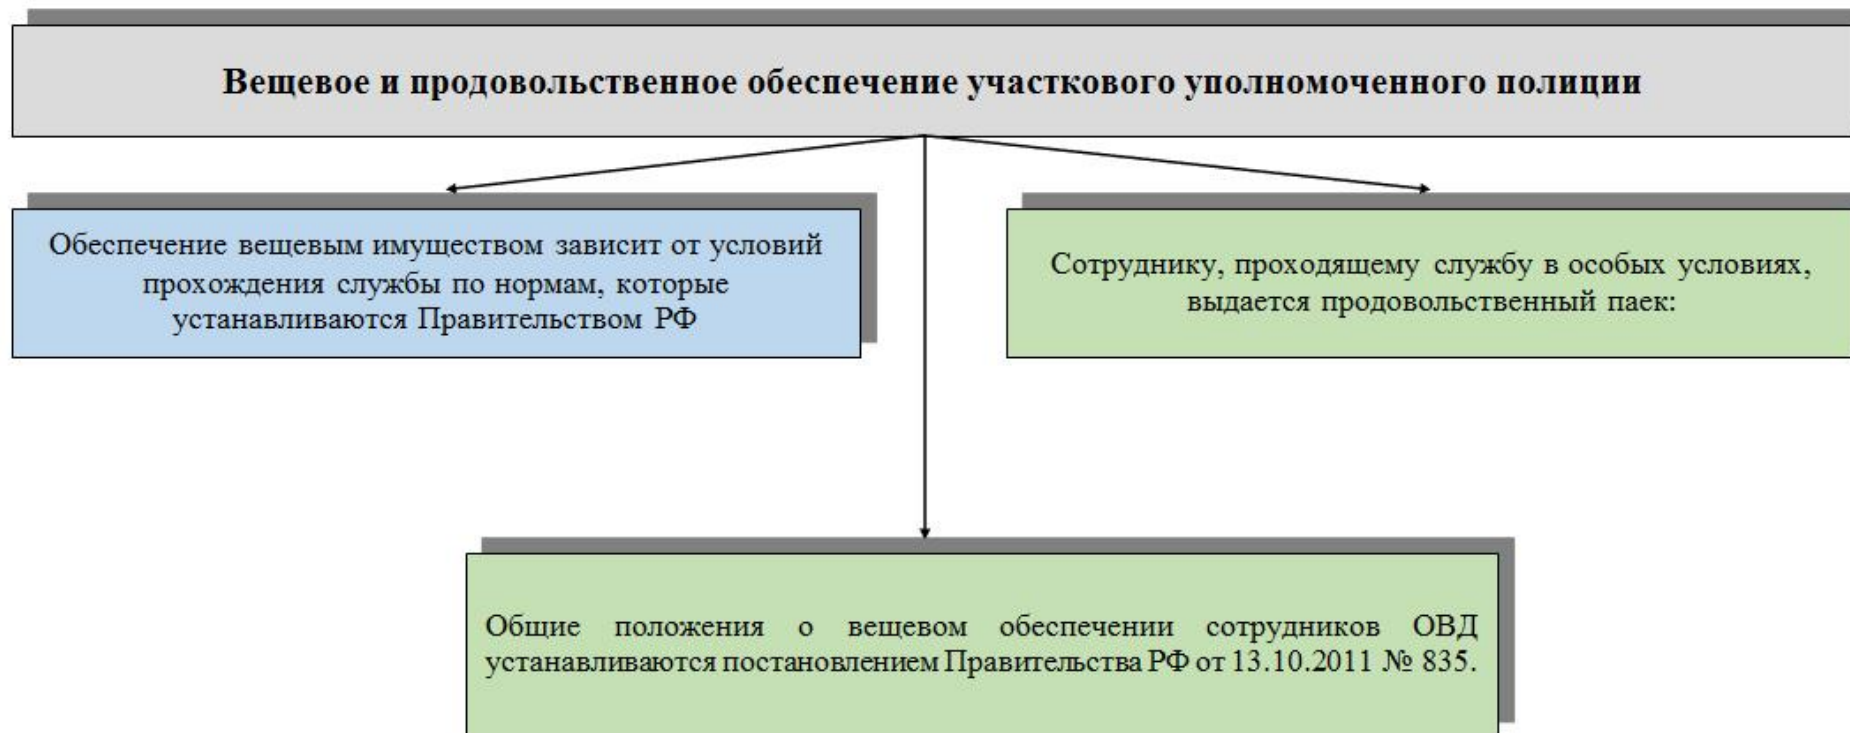 Вещевое и продовольственное обеспечение участкового уполномоченного полиции
Обеспечение вещевым имуществом зависит от условий
прохождения службы по нормам, которые
устанавливаются Правительством РФ
Сотруднику, проходящему службу в особых условиях,
выдается продовольственный паек:
Общие положения о вещевом обеспечении сотрудников ОВД
устанавливаются постановлением Правительства РФ от 13.10.2011 № 835.